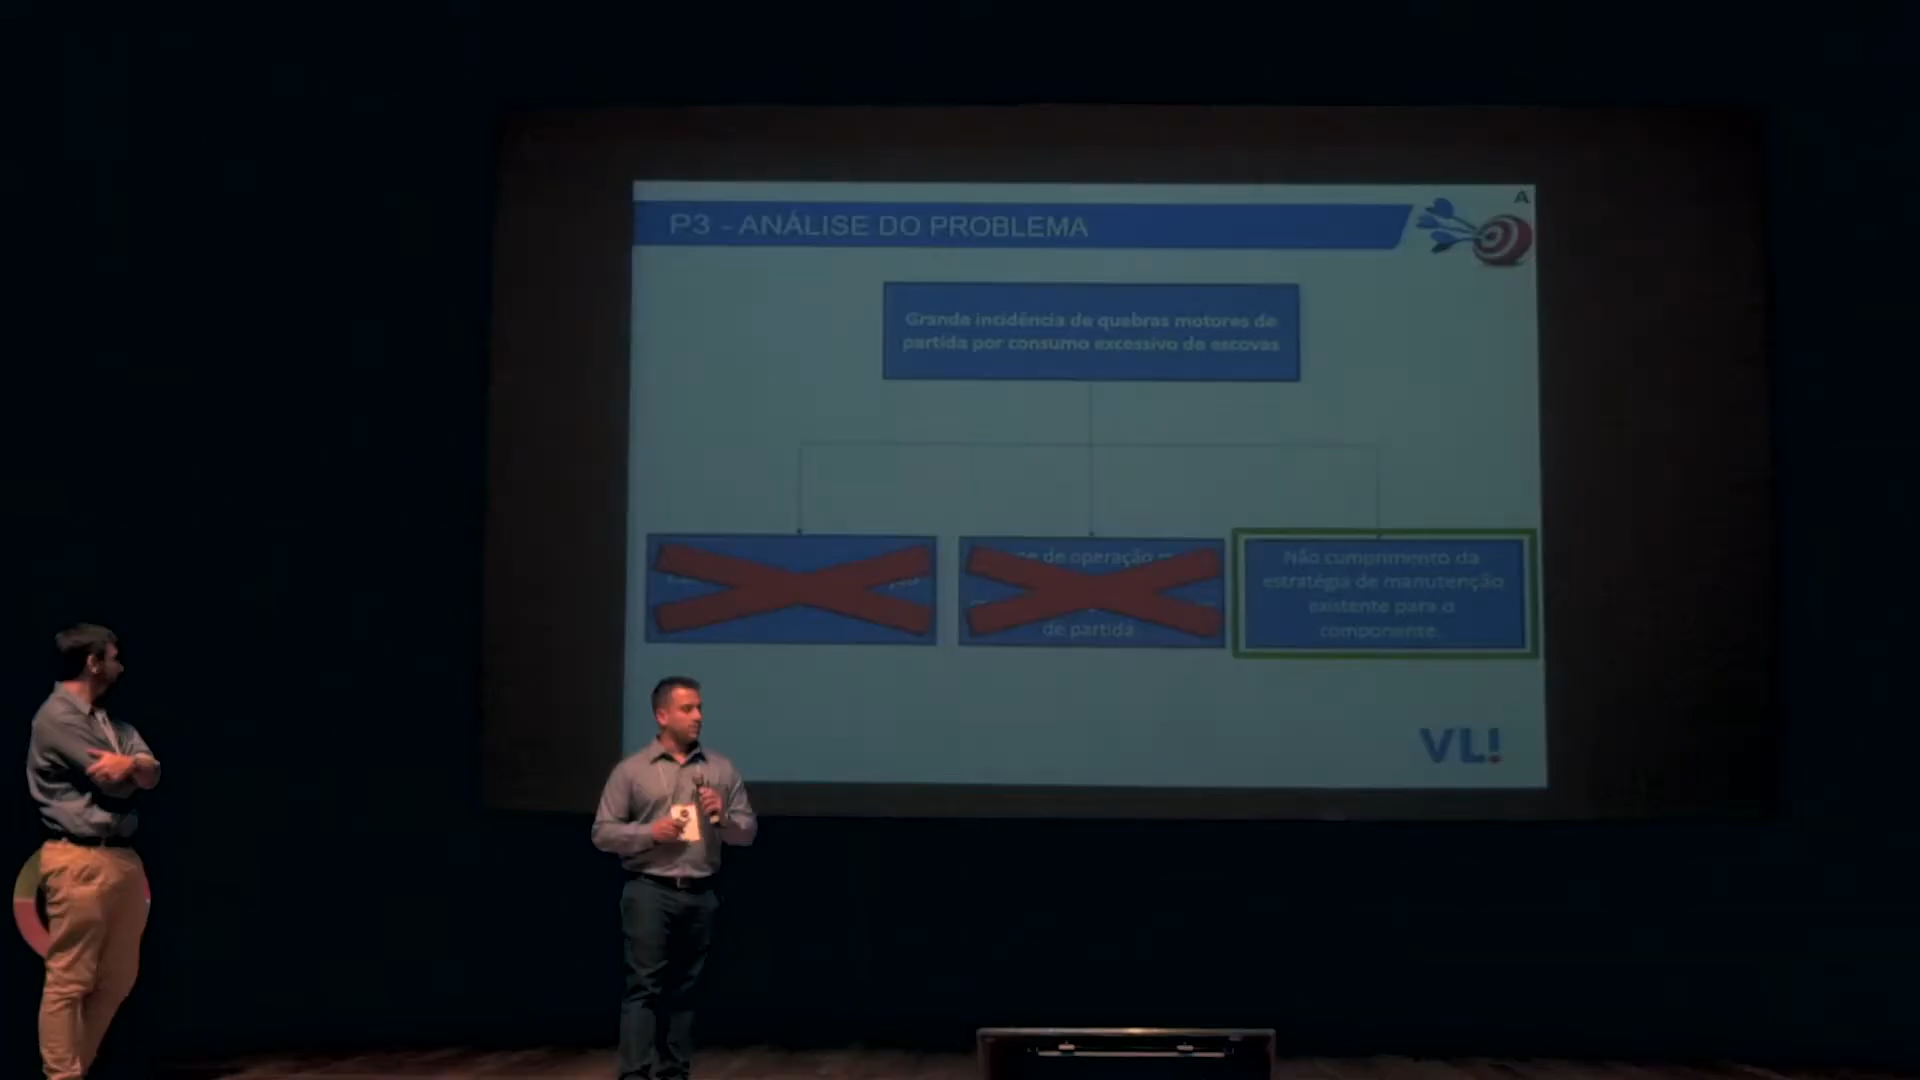 A
P3 - ANÁLISE DO PROBLEMA
Grande incidência de quebras motores de
partida por consumo excessivo de escovas
de operação
de partida
Não cumprimento da
estratégia de manutenção
existente para o
componente.
VL!